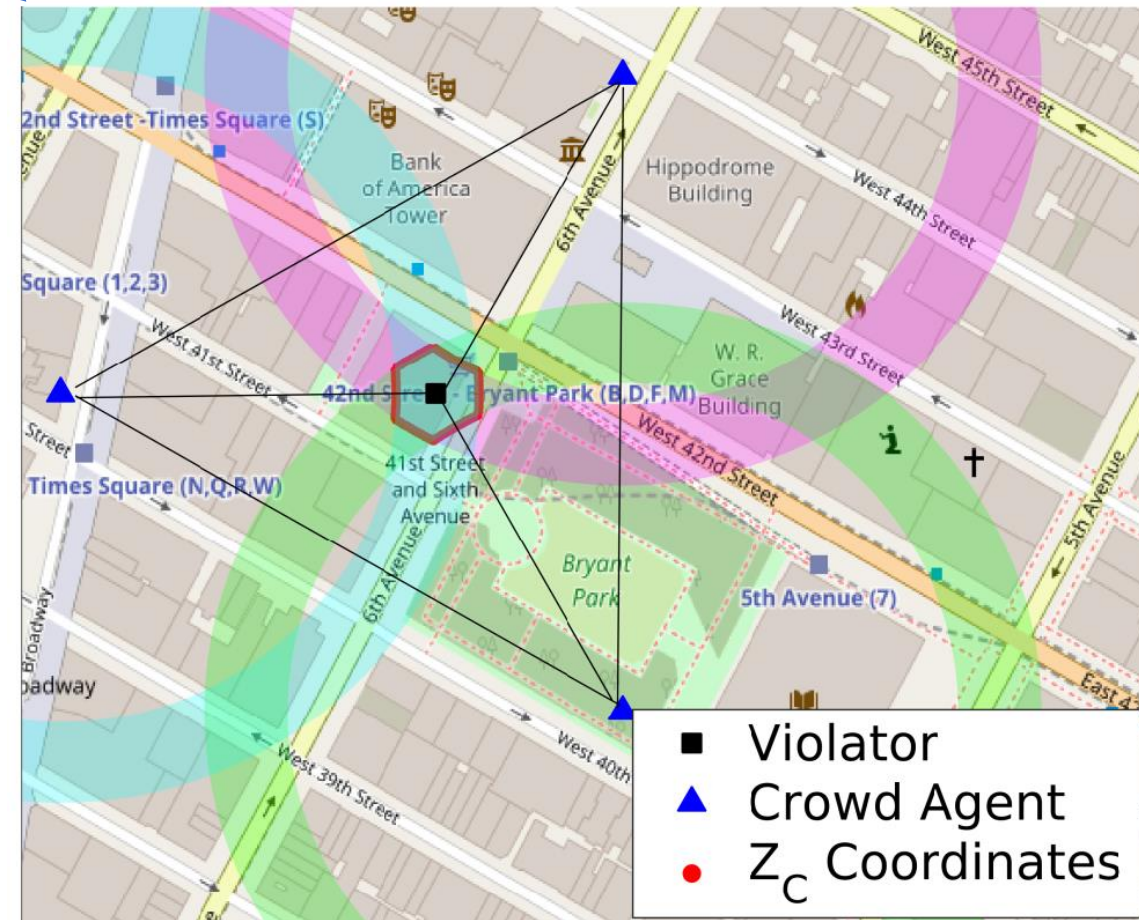 West 45th Street
2nd Street -Times Square (S)
Bank
of America
Tower
Hippodrome
Building
6th Avenue
West 44th Street
Square (1,2,3)
West 41st Street
West 43rd Street
W. R.
Grace
Building
42nd Street - Bryant Park (B,D,F,M)
West 42nd Street
Street
41st Street
and Sixth
Avenue
Times Square (N,Q,R,W)
5th Avenue
Bryant
Park
6th Avenue
5th Avenue (7)
Broadway
oadway
East 42
West 40th
West 39th Street
Violator
Crowd Agent
Z_C Coordinates